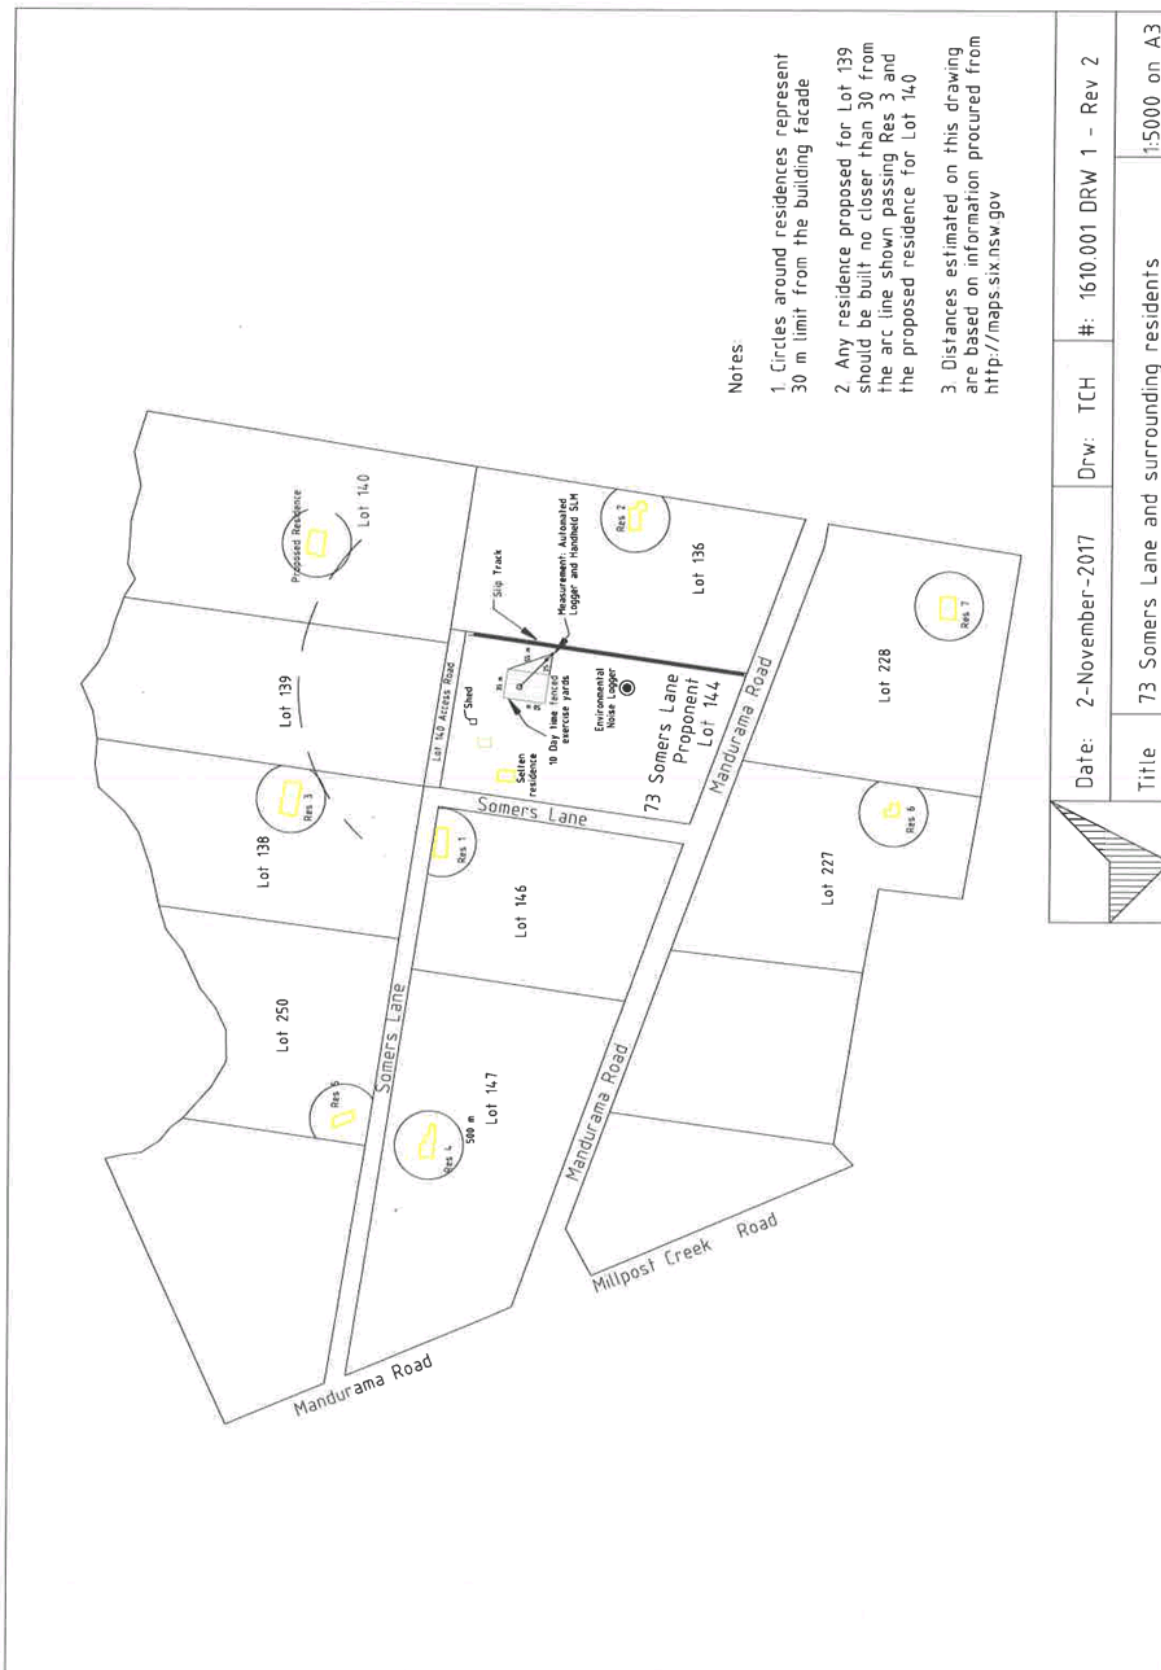 Proposed Residence
Lot 140
Lot 139
Res 3
Lot 138
Lot 250
Res 5
Somers Lane
Lot 140 Access Road
Shed
Selten
residence
35 m
10 Day time fenced
exercise yards
Slip Track
Measurement: Automated
Logger and Handheld SLM
Environmental
Noise Logger
73 Somers Lane
Proponent
Lot 144
Res 2
Lot 136
Res 1
Somers Lane
Lot 146
Res 4
500 m
Lot 147
Mandurama Road
Mandurama Road
Mandurama Road
Millpost Creek Road
Lot 227
Res 6
Lot 228
Res 7
Notes:
1. Circles around residences represent
30 m limit from the building facade
2. Any residence proposed for Lot 139
should be built no closer than 30 from
the arc line shown passing Res 3 and
the proposed residence for Lot 140
3. Distances estimated on this drawing
are based on information procured from
http://maps.six.nsw.gov
Date: 2-November-2017
Drw: TCH
#: 1610.001 DRW 1 - Rev 2
Title
73 Somers Lane and surrounding residents
1:5000 on A3